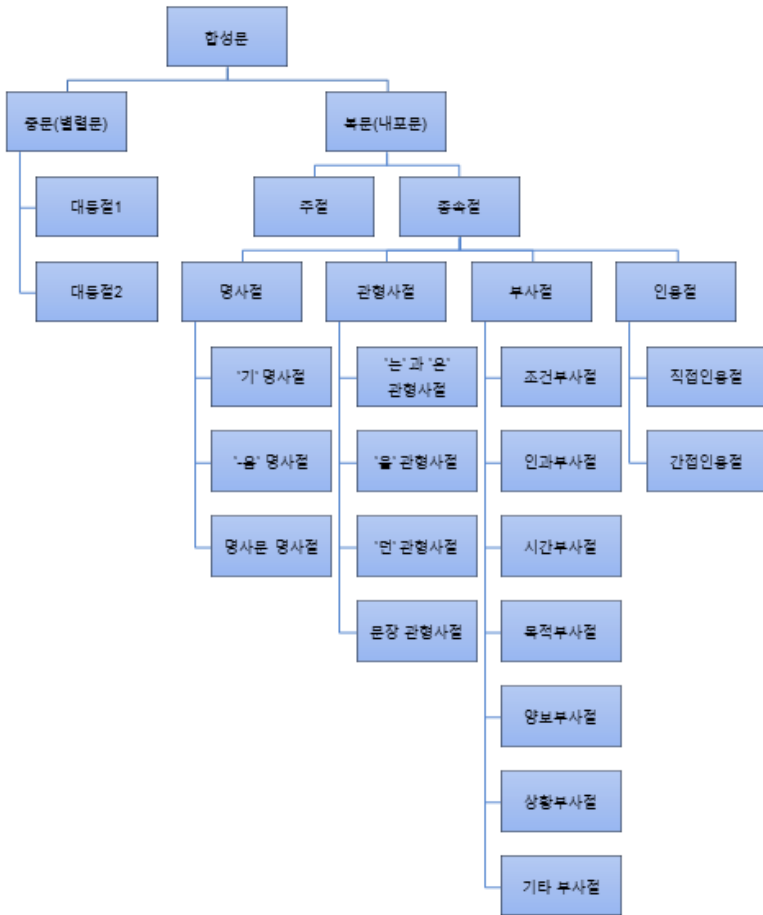 합성문
중문(병렬문)
복문(내포문)
대등절1
주절
종속절
대등절2
명사절
관형사절
부사절
인용절
'기' 명사절
'는' 과 '은'
관형사절
조건부사절
직접인용절
'-음' 명사절
'을' 관형사절
인과부사절
간접인용절
명사문 명사절
'던' 관형사절
시간부사절
문장 관형사절
목적부사절
양보부사절
상황부사절
기타 부사절